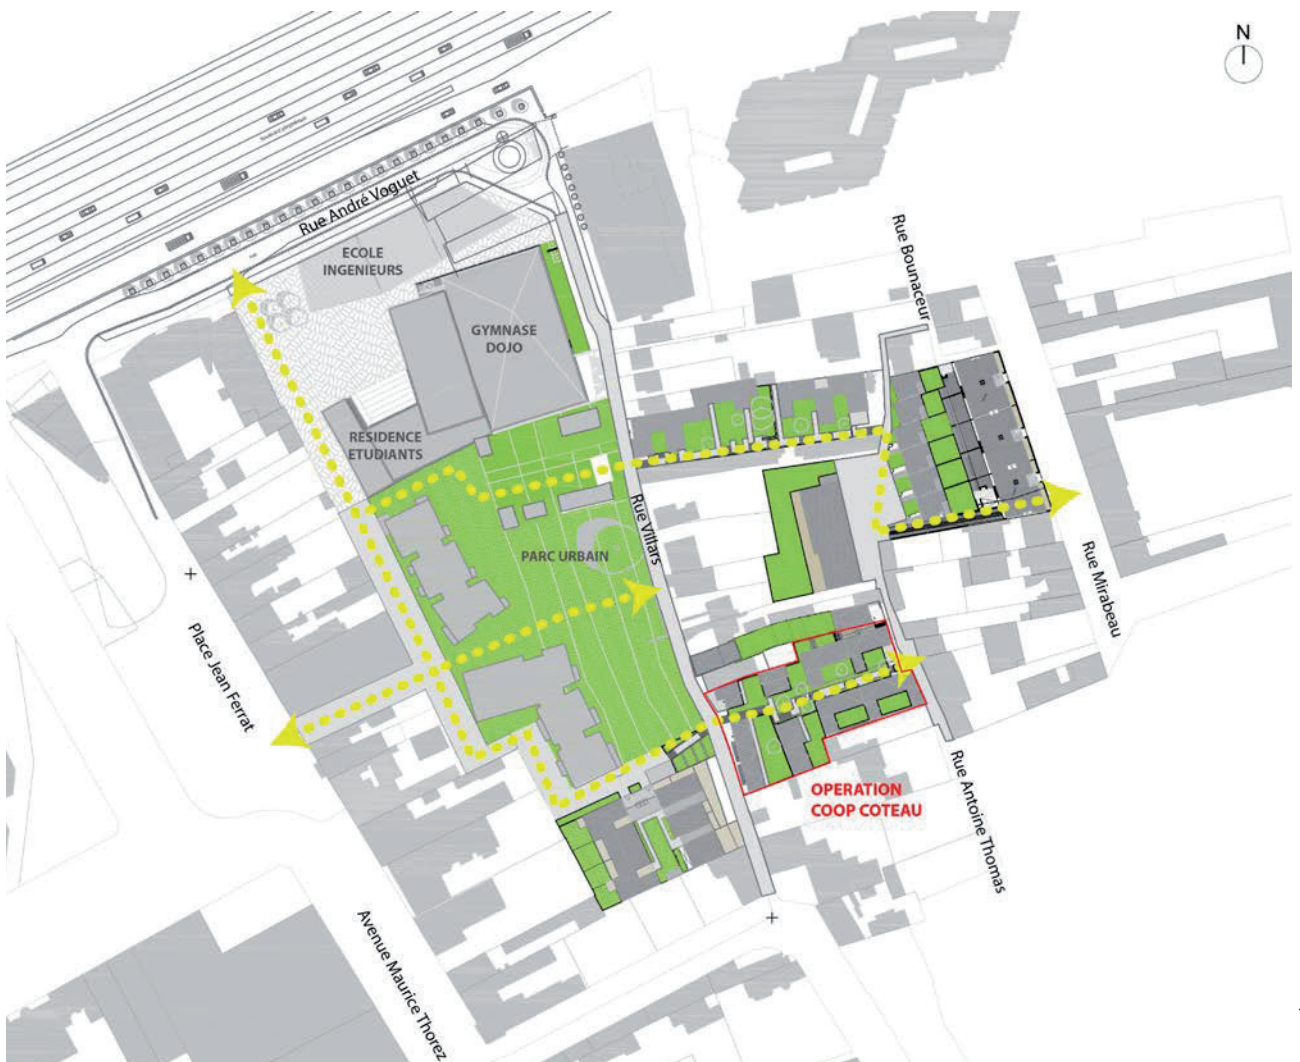 N
Rue André Voguet
ECOLE
INGENIEURS
Rue Bounaceur
GYMNASE
DOJO
RESIDENCE
ETUDIANTS
Rue Villars
PARC URBAIN
Rue Mirabeau
Place Jean Ferrat
OPERATION
COOP COTEAU
Rue Antoine Thomas
Avenue Maurice Thorez